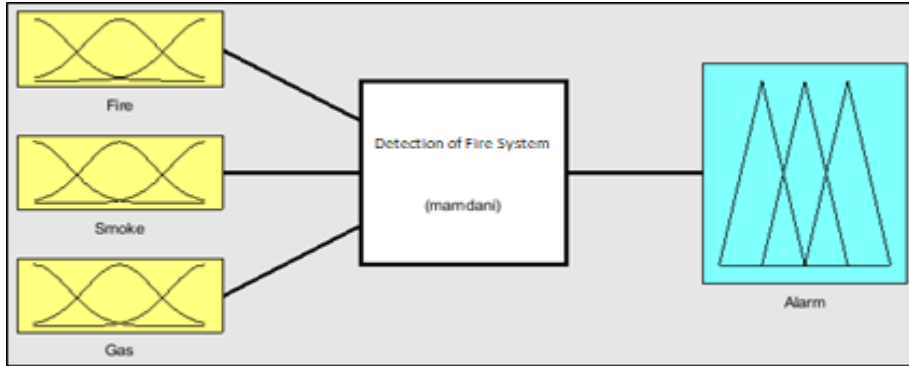 Fire
Smoke
Gas
Detection of Fire System
(mamdani)
Alarm